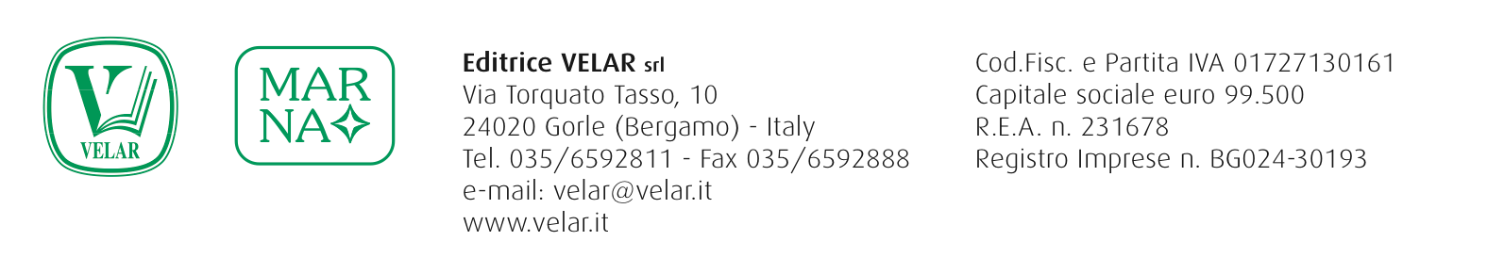 VELAR
MAR
NA
Editrice VELAR srl
Via Torquato Tasso, 10
24020 Gorle (Bergamo) - Italy
Tel. 035/6592811 - Fax 035/6592888
e-mail: velar@velar.it
www.velar.it
Cod.Fisc. e Partita IVA 01727130161
Capitale sociale euro 99.500
R.E.A. n. 231678
Registro Imprese n. BG024-30193